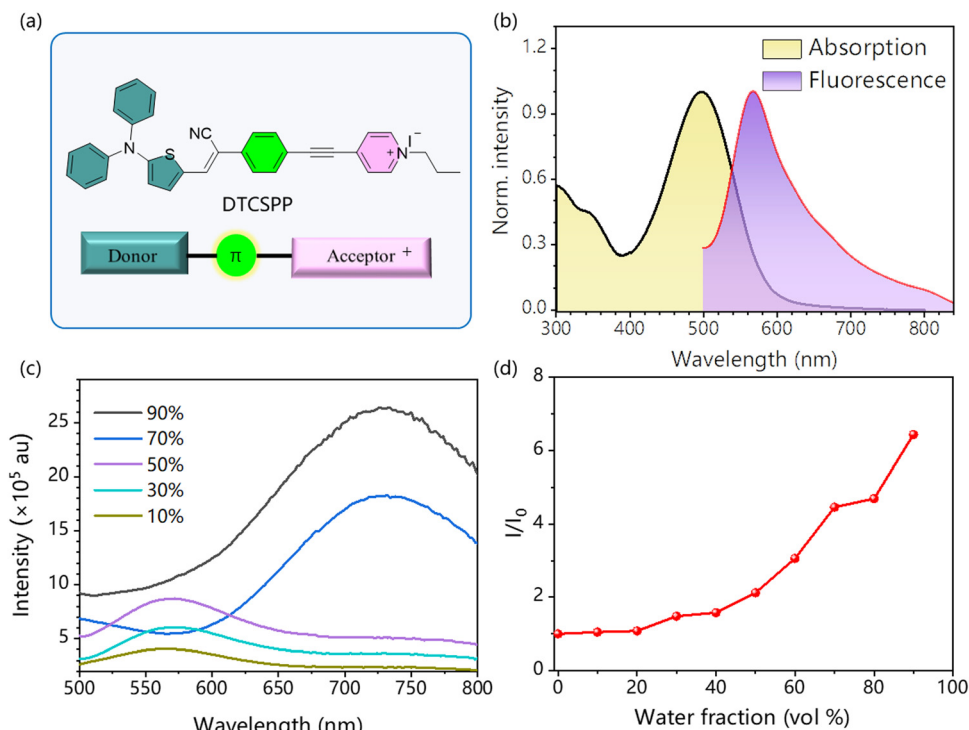 (a)
CN
N
S
I⁻
N
+
DTCSPP
Donor
π
Acceptor +
(b)
Absorption
Fluorescence
Norm. intensity
1.2
0.9
0.6
0.3
0.0
300 400 500 600 700 800
Wavelength (nm)
(c)
90%
70%
50%
30%
10%
Intensity (×10⁵ au)
25
20
15
10
5
500 550 600 650 700 750 800
Wavelength (nm)
(d)
I/I₀
8
6
4
2
0
0 20 40 60 80 100
Water fraction (vol %)